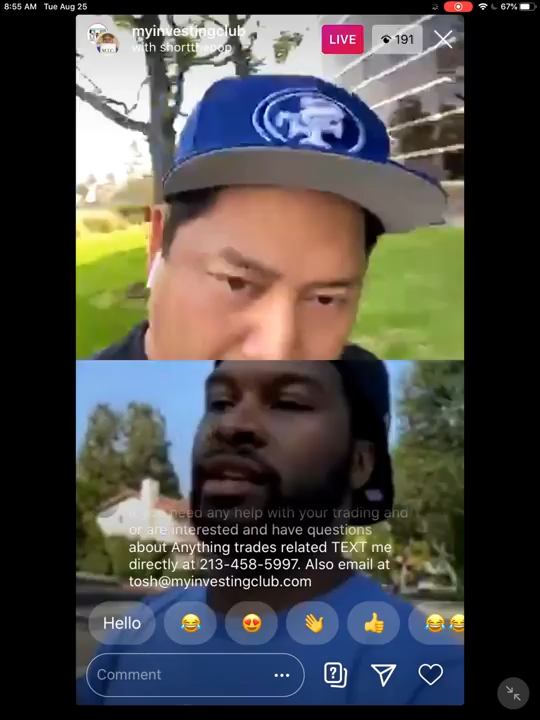 8:55 AM Tue Aug 25
67%
myinvestingclub
with shortthepop
LIVE
191
need any help with your trading and
or are interested and have questions
about Anything trades related TEXT me
directly at 213-458-5997. Also email at
tosh@myinvestingclub.com
Hello
Comment